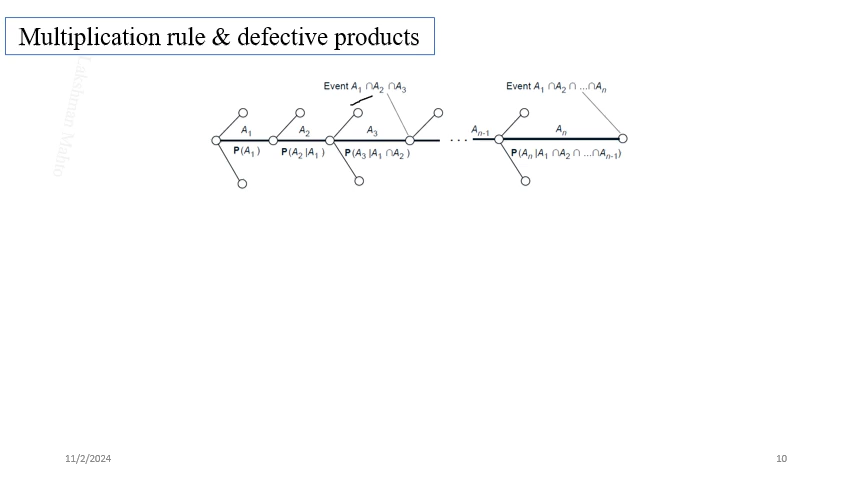 Multiplication rule & defective products
Lakshman Mahto
Event A₁ ∩A₂ ∩A₃
Event A₁ ∩A₂ ∩ ...∩Aₙ
A₁
A₂
A₃
. . .
Aₙ₋₁
Aₙ
P(A₁)
P(A₂ |A₁)
P(A₃ |A₁ ∩A₂)
P(Aₙ |A₁ ∩A₂ ∩ ...∩Aₙ₋₁)
11/2/2024
10